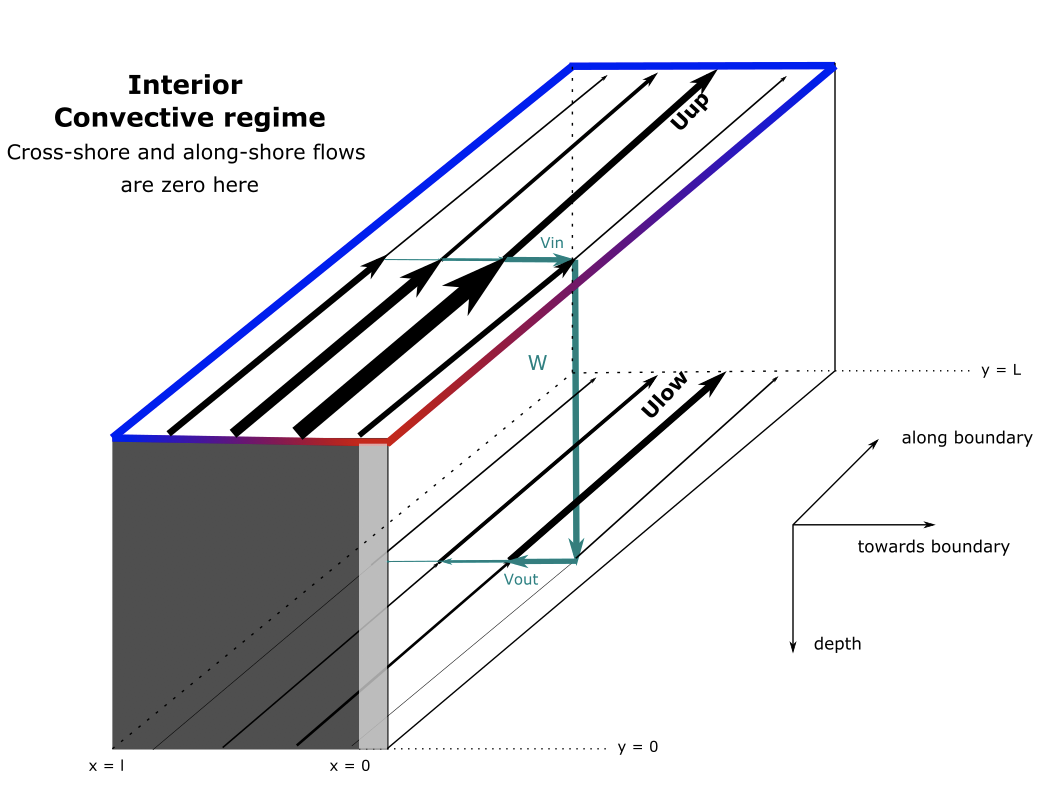 Interior
Convective regime
Cross-shore and along-shore flows
are zero here
Uup
Vin
W
Ulow
y = L
along boundary
towards boundary
Vout
depth
y = 0
x = l
x = 0